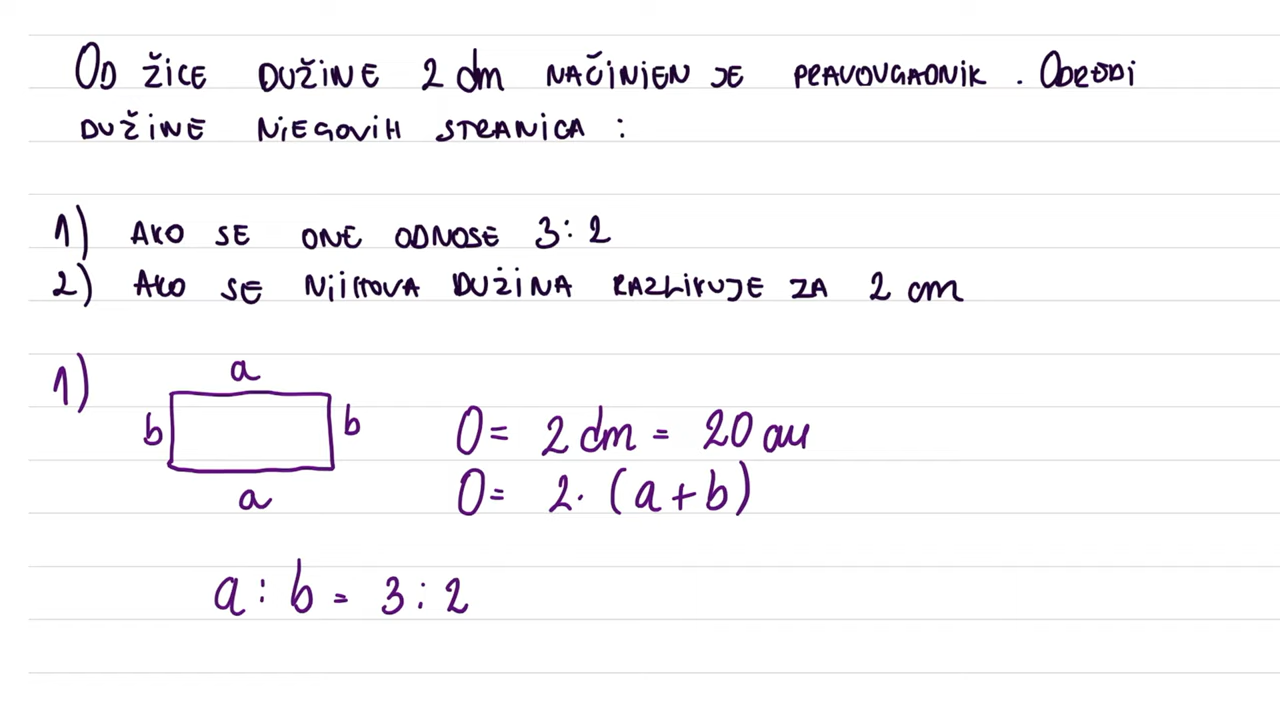 OD ŽICE DUŽINE 2 dm NAČINJEN JE PRAVOUGAONIK. ODREDI
DUŽINE NJEGOVIH STRANICA:
1) AKO SE ONE ODNOSE 3:2
2) AKO SE NJIHOVA DUŽINA RAZLIKUJE ZA 2 cm
1)
a
b
b
a
O = 2 dm = 20 cm
O = 2·(a+b)
a : b = 3 : 2